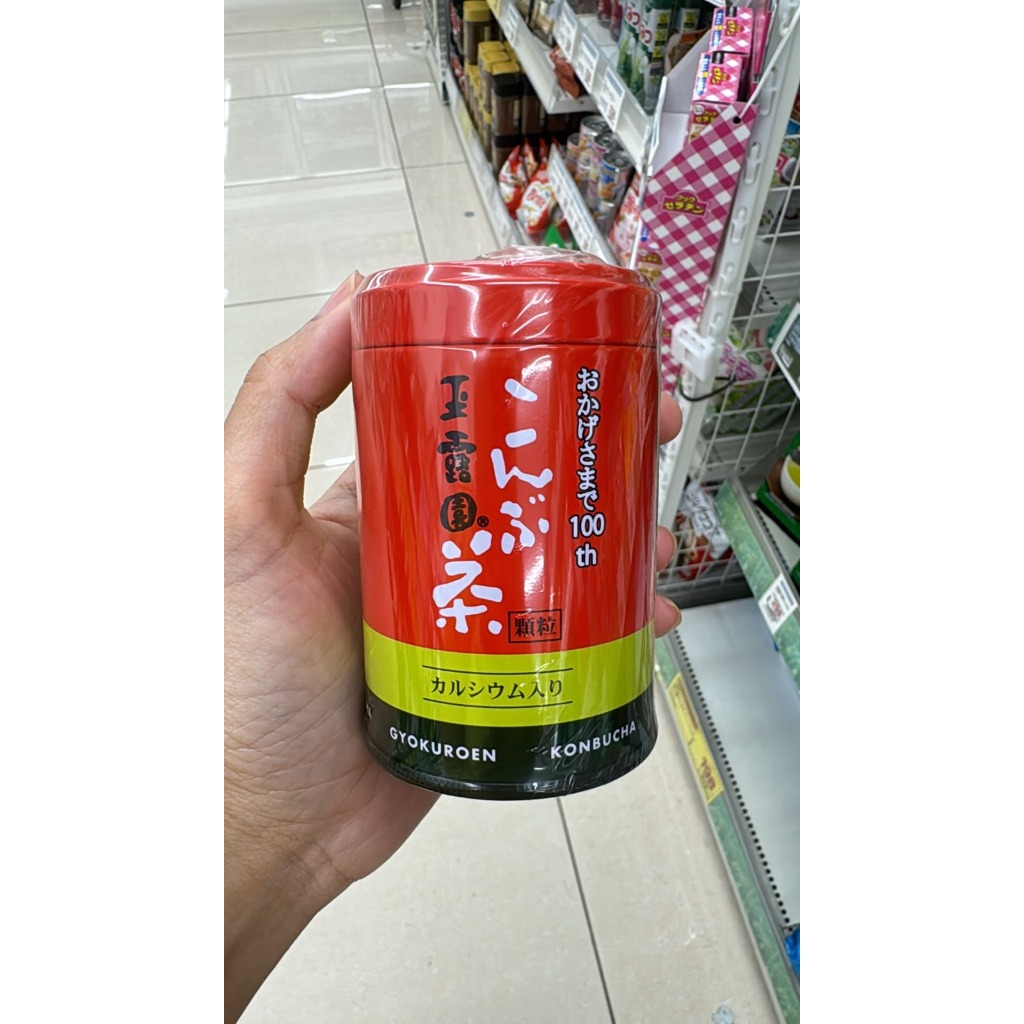 おかげさまで100th
こんぶ茶
顆粒
玉露園®
カルシウム入り
GYOKUROEN KONBUCHA